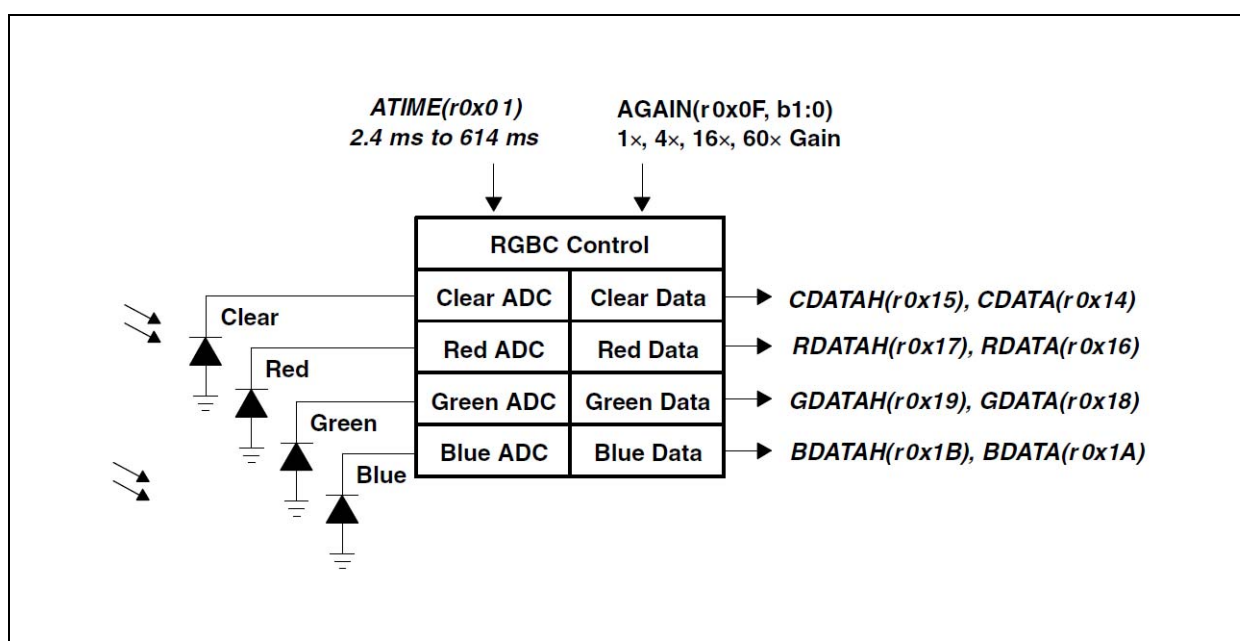 ATIME(r0x01)
2.4 ms to 614 ms
AGAIN(r0x0F, b1:0)
1×, 4×, 16×, 60× Gain
RGBC Control
Clear
Clear ADC
Clear Data
CDATAH(r0x15), CDATA(r0x14)
Red
Red ADC
Red Data
RDATAH(r0x17), RDATA(r0x16)
Green
Green ADC
Green Data
GDATAH(r0x19), GDATA(r0x18)
Blue
Blue ADC
Blue Data
BDATAH(r0x1B), BDATA(r0x1A)